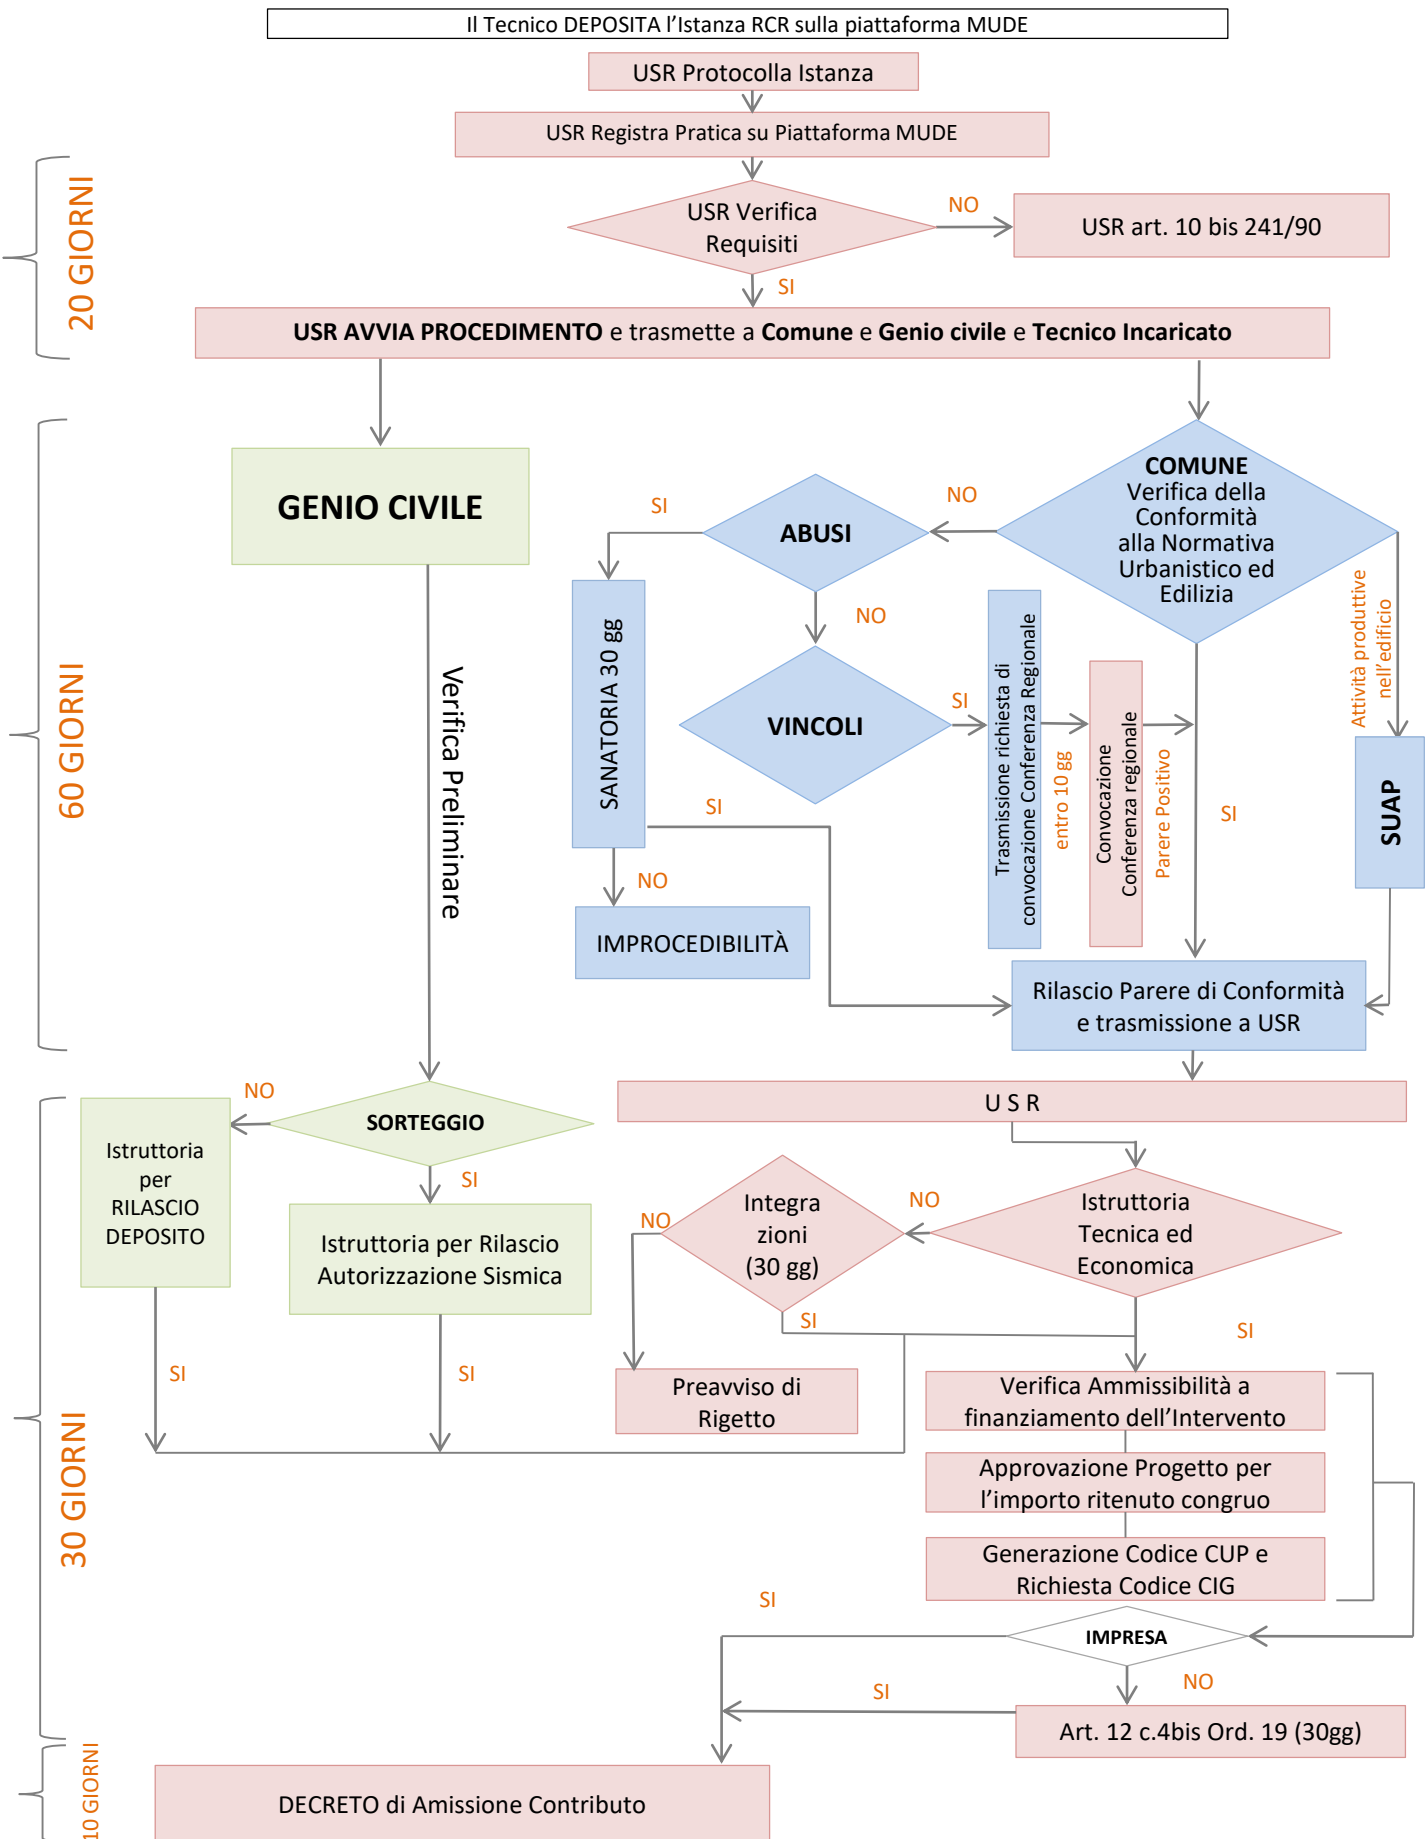 Il Tecnico DEPOSITA l'Istanza RCR sulla piattaforma MUDE
USR Protocolla Istanza
USR Registra Pratica su Piattaforma MUDE
20 GIORNI
USR Verifica
Requisiti
NO
USR art. 10 bis 241/90
SI
USR AVVIA PROCEDIMENTO e trasmette a Comune e Genio civile e Tecnico Incaricato
60 GIORNI
GENIO CIVILE
Verifica Preliminare
COMUNE
Verifica della
Conformità
alla Normativa
Urbanistico ed
Edilizia
NO
ABUSI
SI
NO
SANATORIA 30 gg
VINCOLI
SI
Trasmissione richiesta di
convocazione Conferenza Regionale
entro 10 gg
Convocazione
Conferenza regionale
Parere Positivo
SI
Attività produttive
nell'edificio
SUAP
SI
NO
IMPROCEDIBILITÀ
Rilascio Parere di Conformità
e trasmissione a USR
30 GIORNI
NO
SORTEGGIO
SI
Istruttoria
per
RILASCIO
DEPOSITO
Istruttoria per Rilascio
Autorizzazione Sismica
SI
SI
U S R
Istruttoria
Tecnica ed
Economica
NO
Integra
zioni
(30 gg)
NO
SI
SI
Preavviso di
Rigetto
Verifica Ammissibilità a
finanziamento dell'Intervento
Approvazione Progetto per
l'importo ritenuto congruo
Generazione Codice CUP e
Richiesta Codice CIG
SI
IMPRESA
NO
SI
Art. 12 c.4bis Ord. 19 (30gg)
10 GIORNI
DECRETO di Amissione Contributo